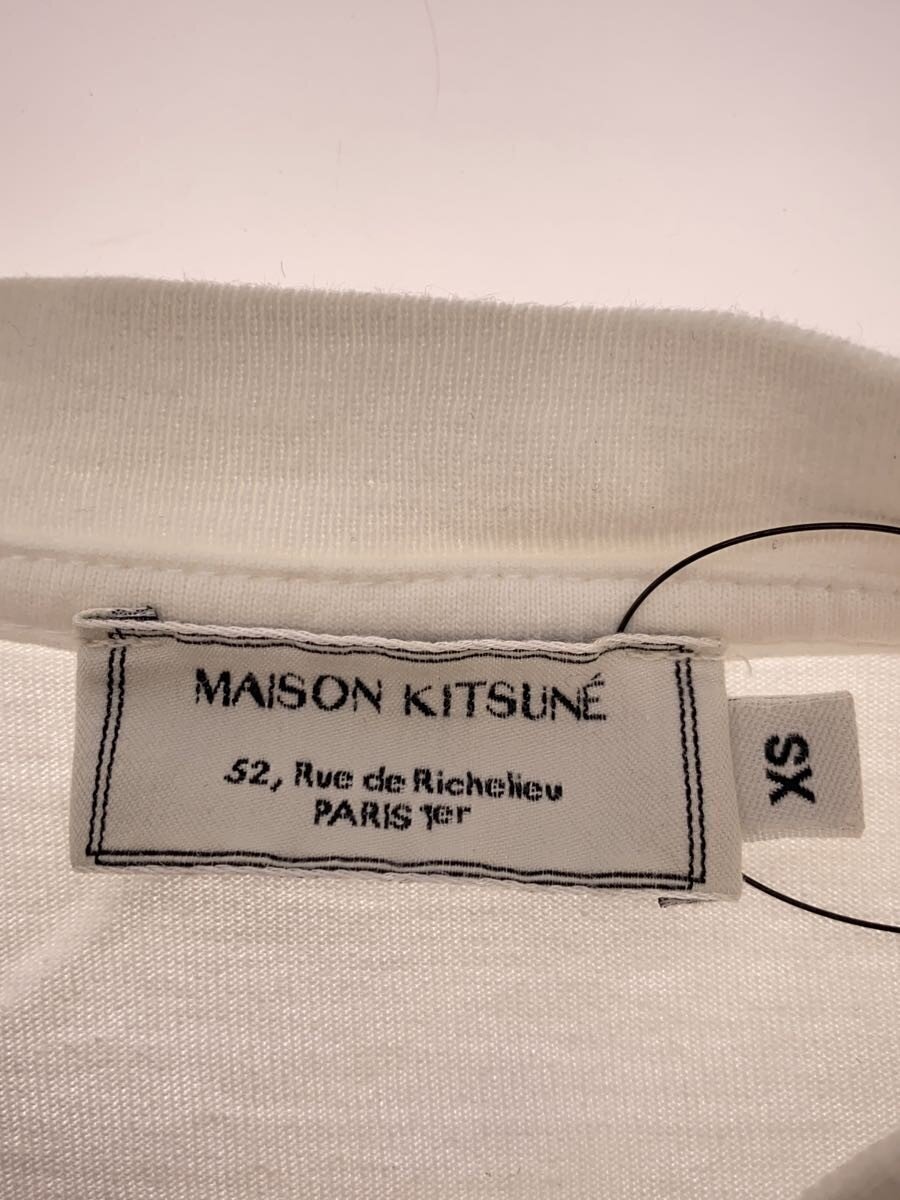 MAISON KITSUNÉ
52, Rue de Richelieu
PARIS 1er
XS